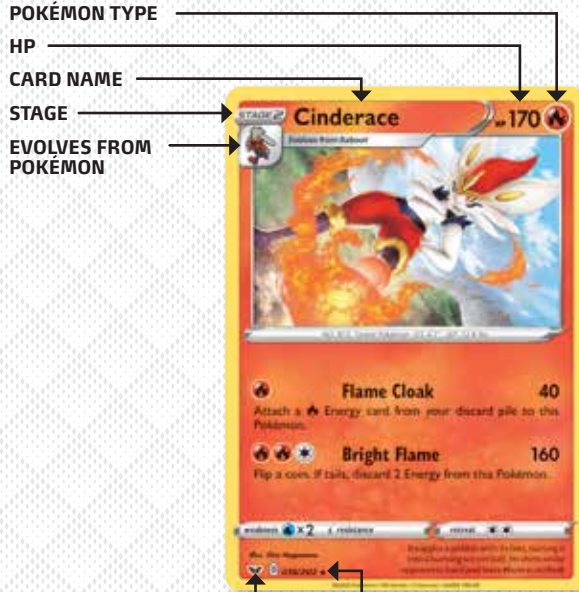 POKÉMON TYPE
HP
CARD NAME
STAGE
EVOLVES FROM
POKÉMON
STAGE 2 Cinderace HP 170
Evolves from Raboot
Flame Cloak 40
Attach a Energy card from your discard pile to this
Pokémon.
Bright Flame 160
Flip a coin. If tails, discard 2 Energy from this Pokémon.
weakness ×2 resistance retreat